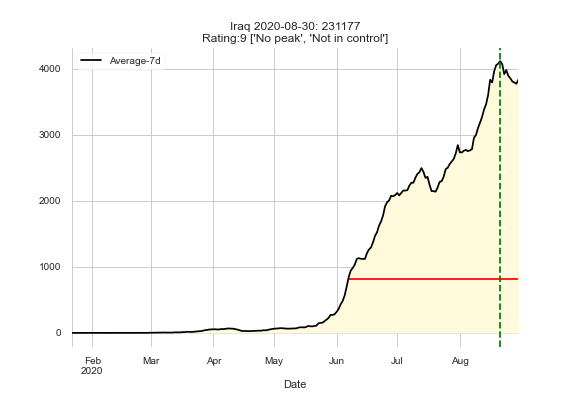 Iraq 2020-08-30: 231177
Rating:9 ['No peak', 'Not in control']
Average-7d
4000
3000
2000
1000
0
Feb Mar Apr May Jun Jul Aug
2020
Date